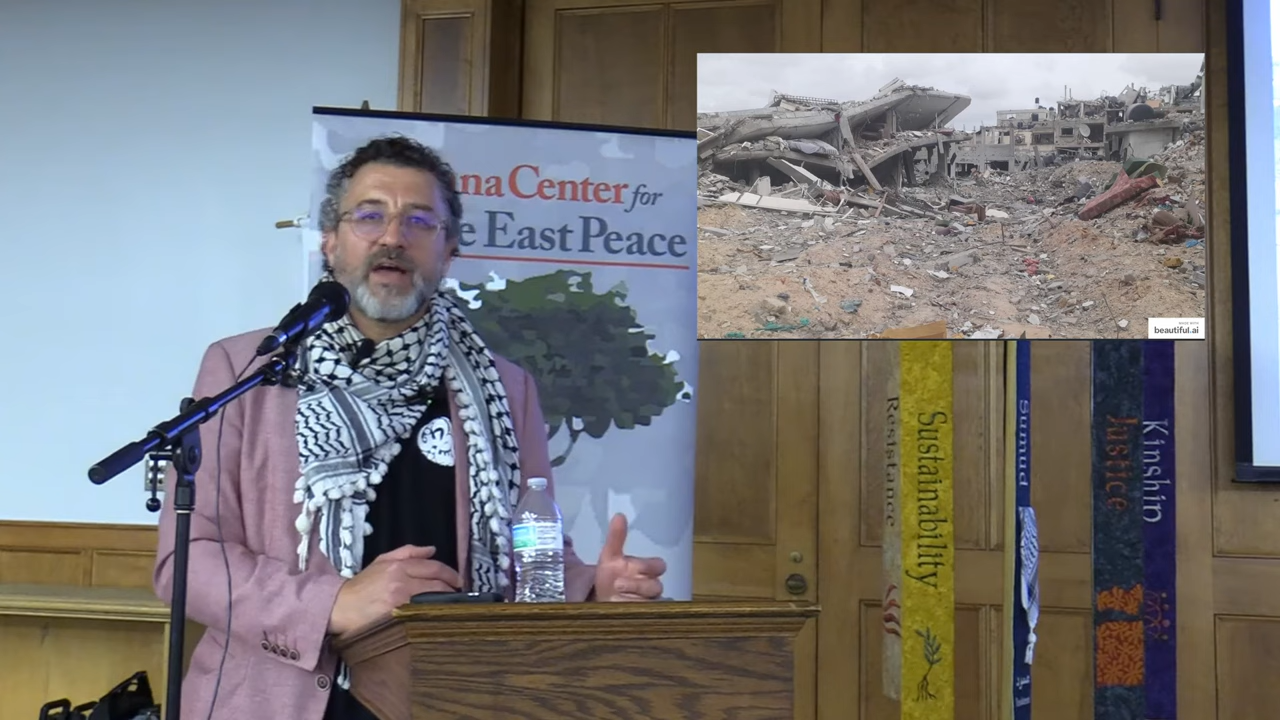 na Center for
e East Peace
beautiful.ai
Resistance
Sustainability
Sumud
Justice
Kinship